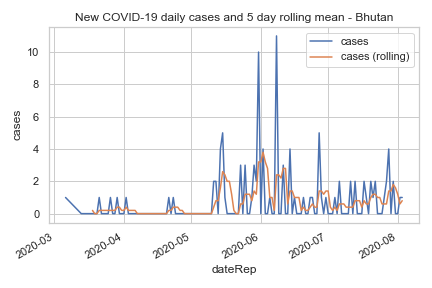 New COVID-19 daily cases and 5 day rolling mean - Bhutan
cases
cases (rolling)
cases
10
8
6
4
2
0
2020-03
2020-04
2020-05
2020-06
2020-07
2020-08
dateRep